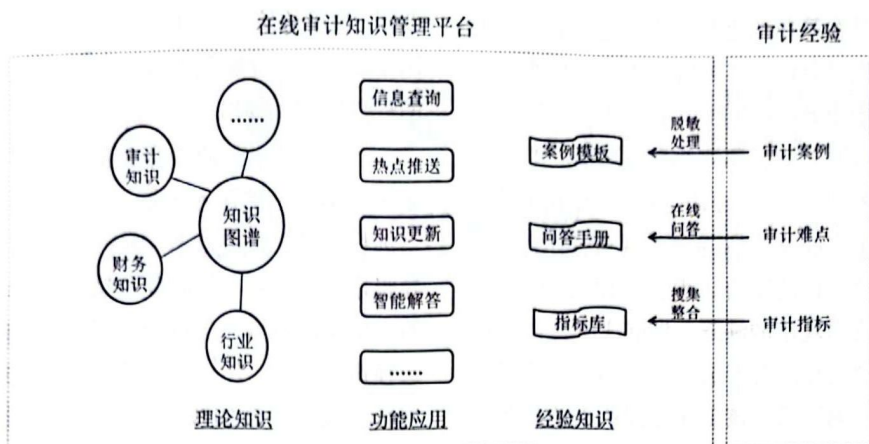 在线审计知识管理平台
审计经验
......
审计
知识
知识
图谱
财务
知识
行业
知识
理论知识
信息查询
热点推送
知识更新
智能解答
......
功能应用
案例模板
问答手册
指标库
经验知识
脱敏
处理
在线
问答
搜集
整合
审计案例
审计难点
审计指标